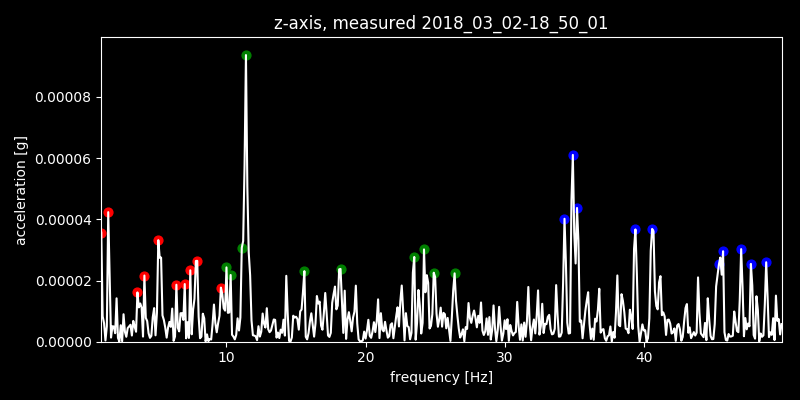 z-axis, measured 2018_03_02-18_50_01
acceleration [g]
0.00008
0.00006
0.00004
0.00002
0.00000
10 20 30 40
frequency [Hz]